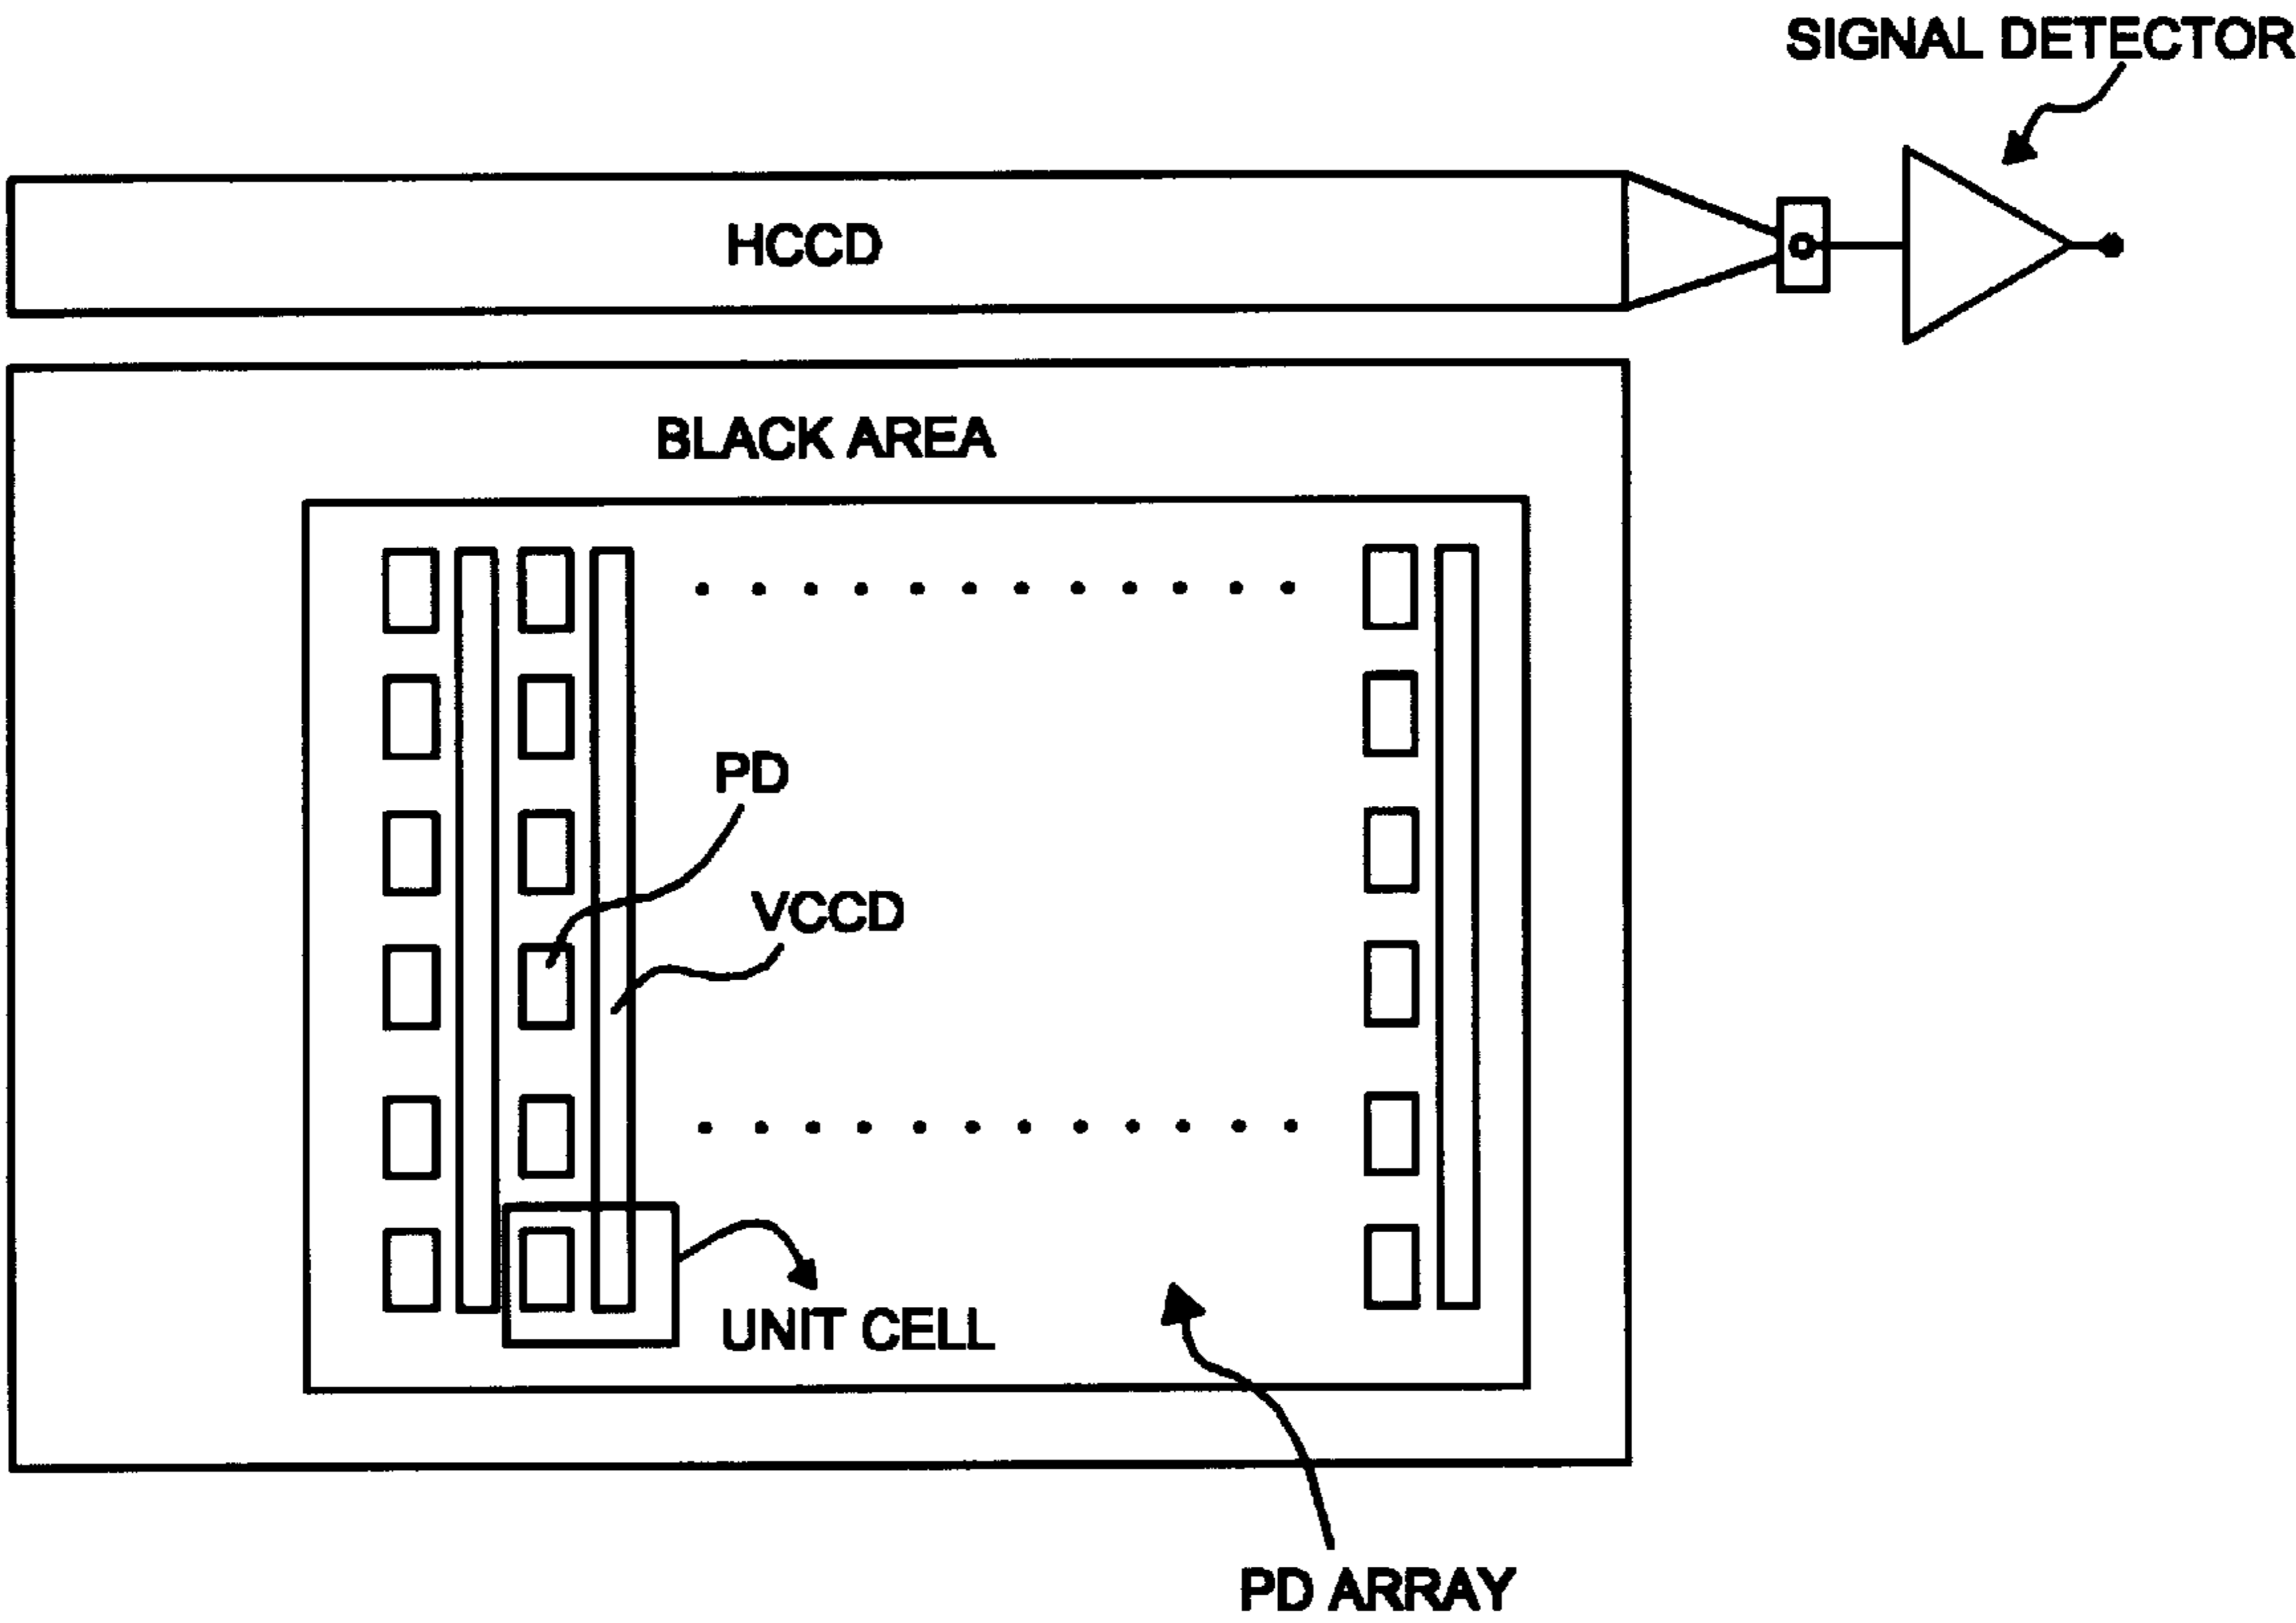 SIGNAL DETECTOR
HCCD
BLACK AREA
PD
VCCD
UNIT CELL
PD ARRAY